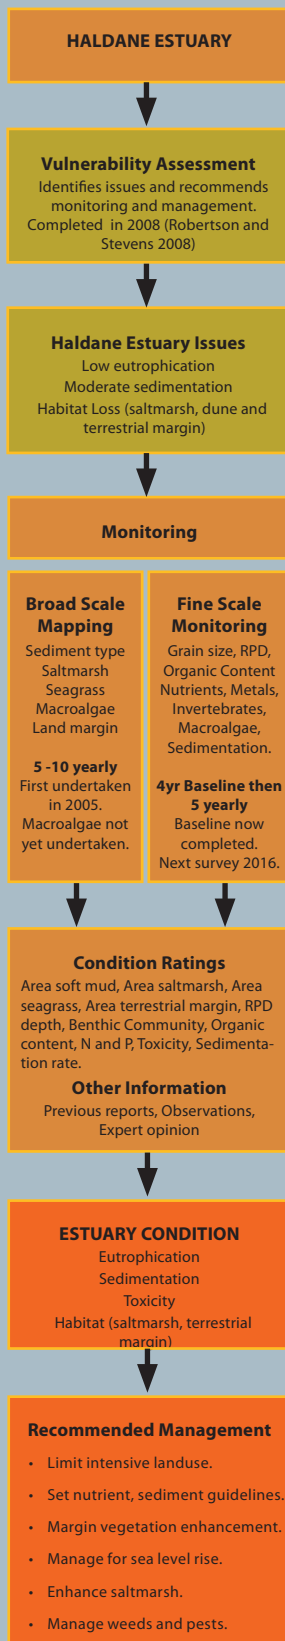 HALDANE ESTUARY
Vulnerability Assessment
Identifies issues and recommends
monitoring and management.
Completed in 2008 (Robertson and
Stevens 2008)
Haldane Estuary Issues
Low eutrophication
Moderate sedimentation
Habitat Loss (saltmarsh, dune and
terrestrial margin)
Monitoring
Broad Scale
Mapping
Sediment type
Saltmarsh
Seagrass
Macroalgae
Land margin
5 -10 yearly
First undertaken
in 2005.
Macroalgae not
yet undertaken.
Fine Scale
Monitoring
Grain size, RPD,
Organic Content
Nutrients, Metals,
Invertebrates,
Macroalgae,
Sedimentation.
4yr Baseline then
5 yearly
Baseline now
completed.
Next survey 2016.
Condition Ratings
Area soft mud, Area saltmarsh, Area
seagrass, Area terrestrial margin, RPD
depth, Benthic Community, Organic
content, N and P, Toxicity, Sedimenta-
tion rate.
Other Information
Previous reports, Observations,
Expert opinion
ESTUARY CONDITION
Eutrophication
Sedimentation
Toxicity
Habitat (saltmarsh, terrestrial
margin)
Recommended Management
• Limit intensive landuse.
• Set nutrient, sediment guidelines.
• Margin vegetation enhancement.
• Manage for sea level rise.
• Enhance saltmarsh.
• Manage weeds and pests.